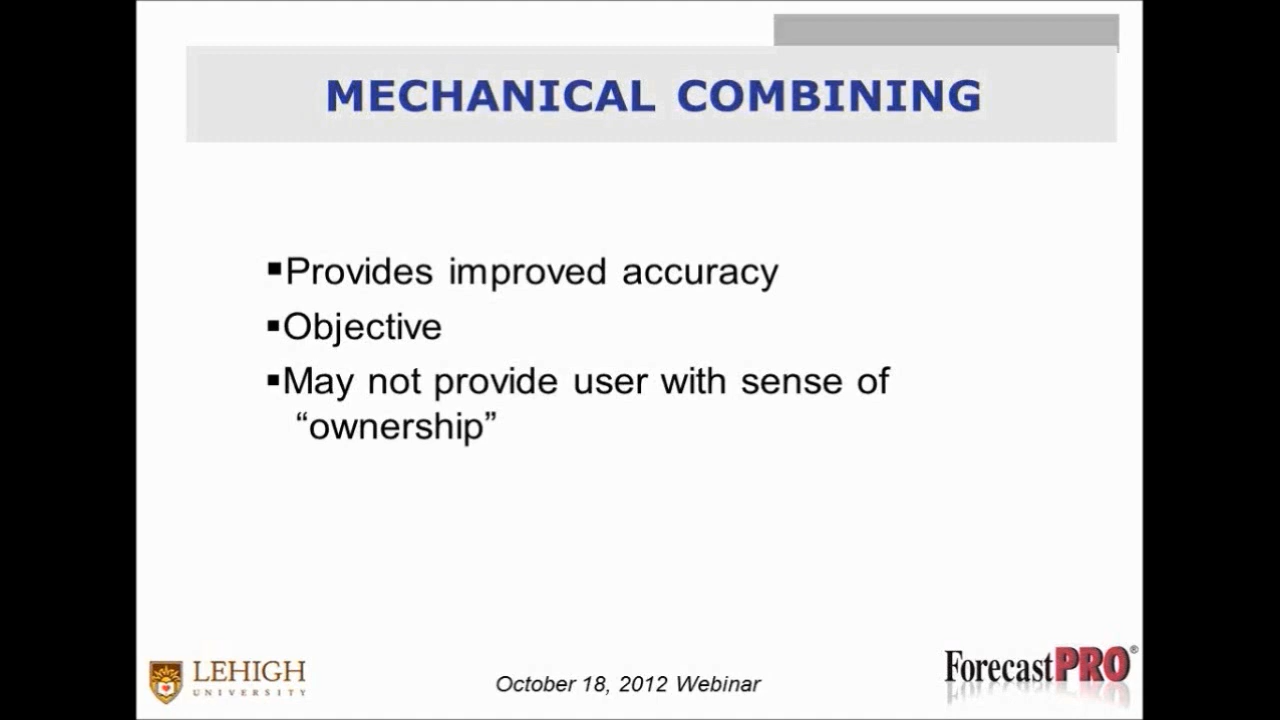 MECHANICAL COMBINING
▪Provides improved accuracy
▪Objective
▪May not provide user with sense of
“ownership”
LEHIGH
UNIVERSITY
October 18, 2012 Webinar
ForecastPRO®